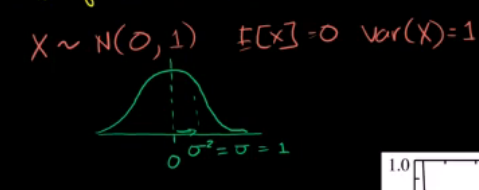 X ~ N(0,1) E[X]=0 Var(X)=1
0 σ² = σ = 1
1.0